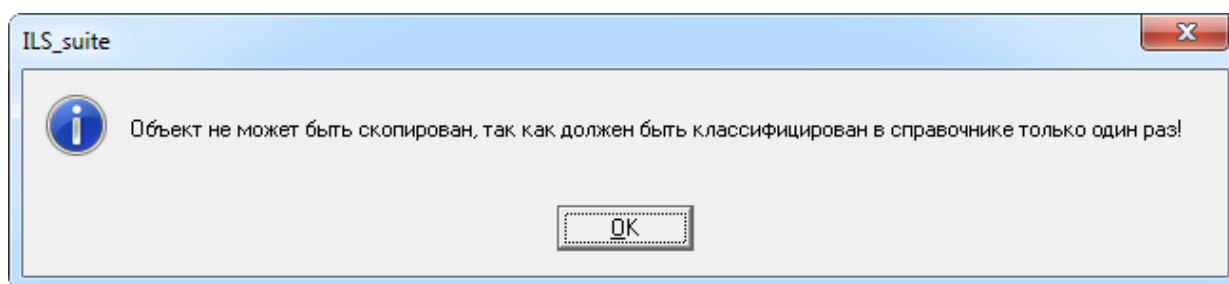 ILS_suite
Объект не может быть скопирован, так как должен быть классифицирован в справочнике только один раз!
OK